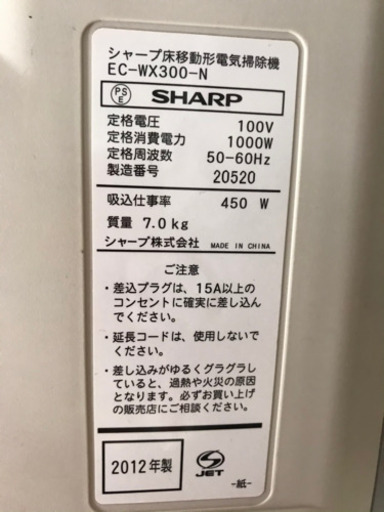 シャープ床移動形電気掃除機
EC-WX300-N
PS
E
SHARP
定格電圧 100V
定格消費電力 1000W
定格周波数 50-60Hz
製造番号 20520
吸込仕事率 450 W
質量 7.0kg
シャープ株式会社 MADE IN CHINA
ご注意
・差込プラグは、15A以上の
コンセントに確実に差し込ん
でください。
・延長コードは、使用しないで
でください。
・差し込みがゆるくグラグラ
していると、過熱や火災の原因
となります。必ずお買い上げ
の販売店にご相談ください。
2012年製
JET
-紙-